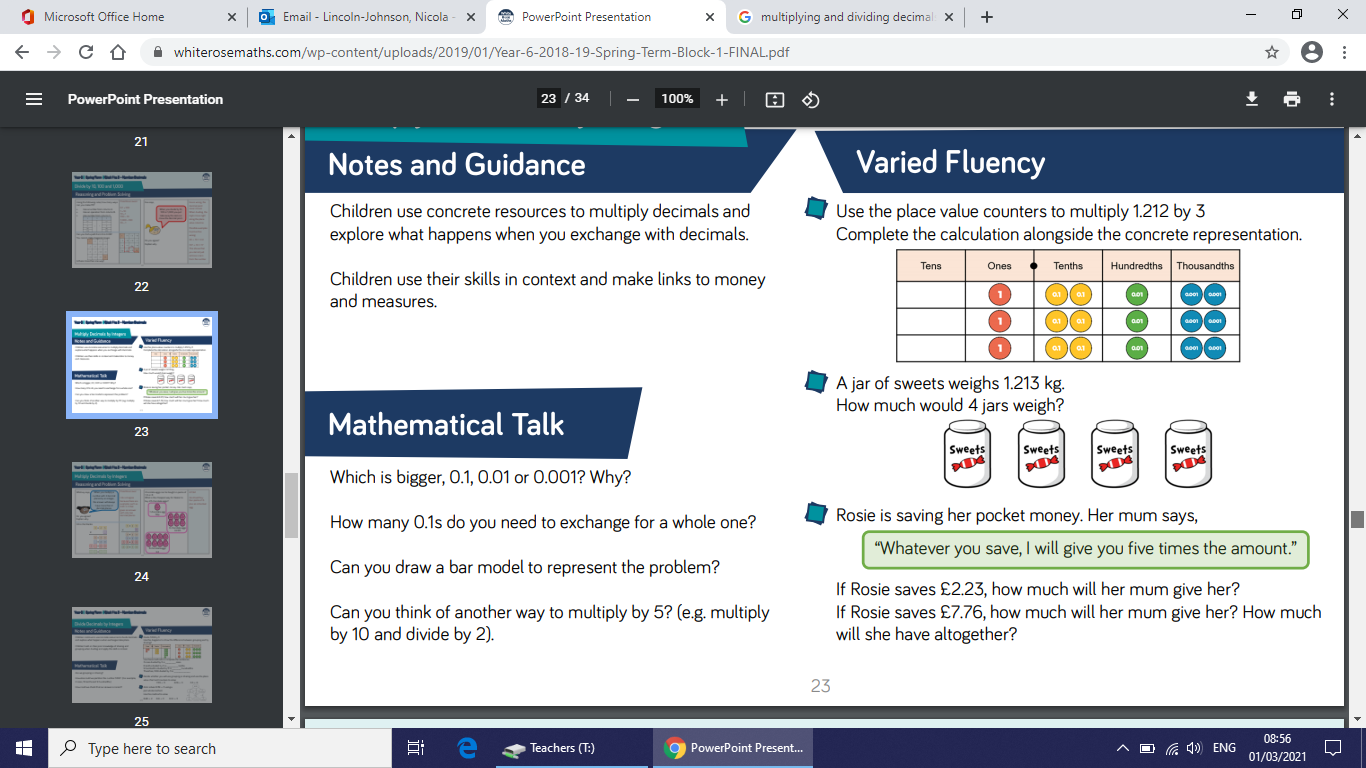 Microsoft Office Home
Email - Lincoln-Johnson, Nicola -
PowerPoint Presentation
multiplying and dividing decimal
whiterosemaths.com/wp-content/uploads/2019/01/Year-6-2018-19-Spring-Term-Block-1-FINAL.pdf
PowerPoint Presentation
23 / 34
100%
21
22
23
24
25
Notes and Guidance
Children use concrete resources to multiply decimals and
explore what happens when you exchange with decimals.
Children use their skills in context and make links to money
and measures.
Mathematical Talk
Which is bigger, 0.1, 0.01 or 0.001? Why?
How many 0.1s do you need to exchange for a whole one?
Can you draw a bar model to represent the problem?
Can you think of another way to multiply by 5? (e.g. multiply
by 10 and divide by 2).
Varied Fluency
Use the place value counters to multiply 1.212 by 3
Complete the calculation alongside the concrete representation.
Tens Ones Tenths Hundredths Thousandths
1 0.1 0.1 0.01 0.001 0.001
1 0.1 0.1 0.01 0.001 0.001
1 0.1 0.1 0.01 0.001 0.001
A jar of sweets weighs 1.213 kg.
How much would 4 jars weigh?
Sweets Sweets Sweets Sweets
Rosie is saving her pocket money. Her mum says,
“Whatever you save, I will give you five times the amount.”
If Rosie saves £2.23, how much will her mum give her?
If Rosie saves £7.76, how much will her mum give her? How much
will she have altogether?
23
Type here to search
Teachers (T:)
PowerPoint Present...
ENG
08:56
01/03/2021